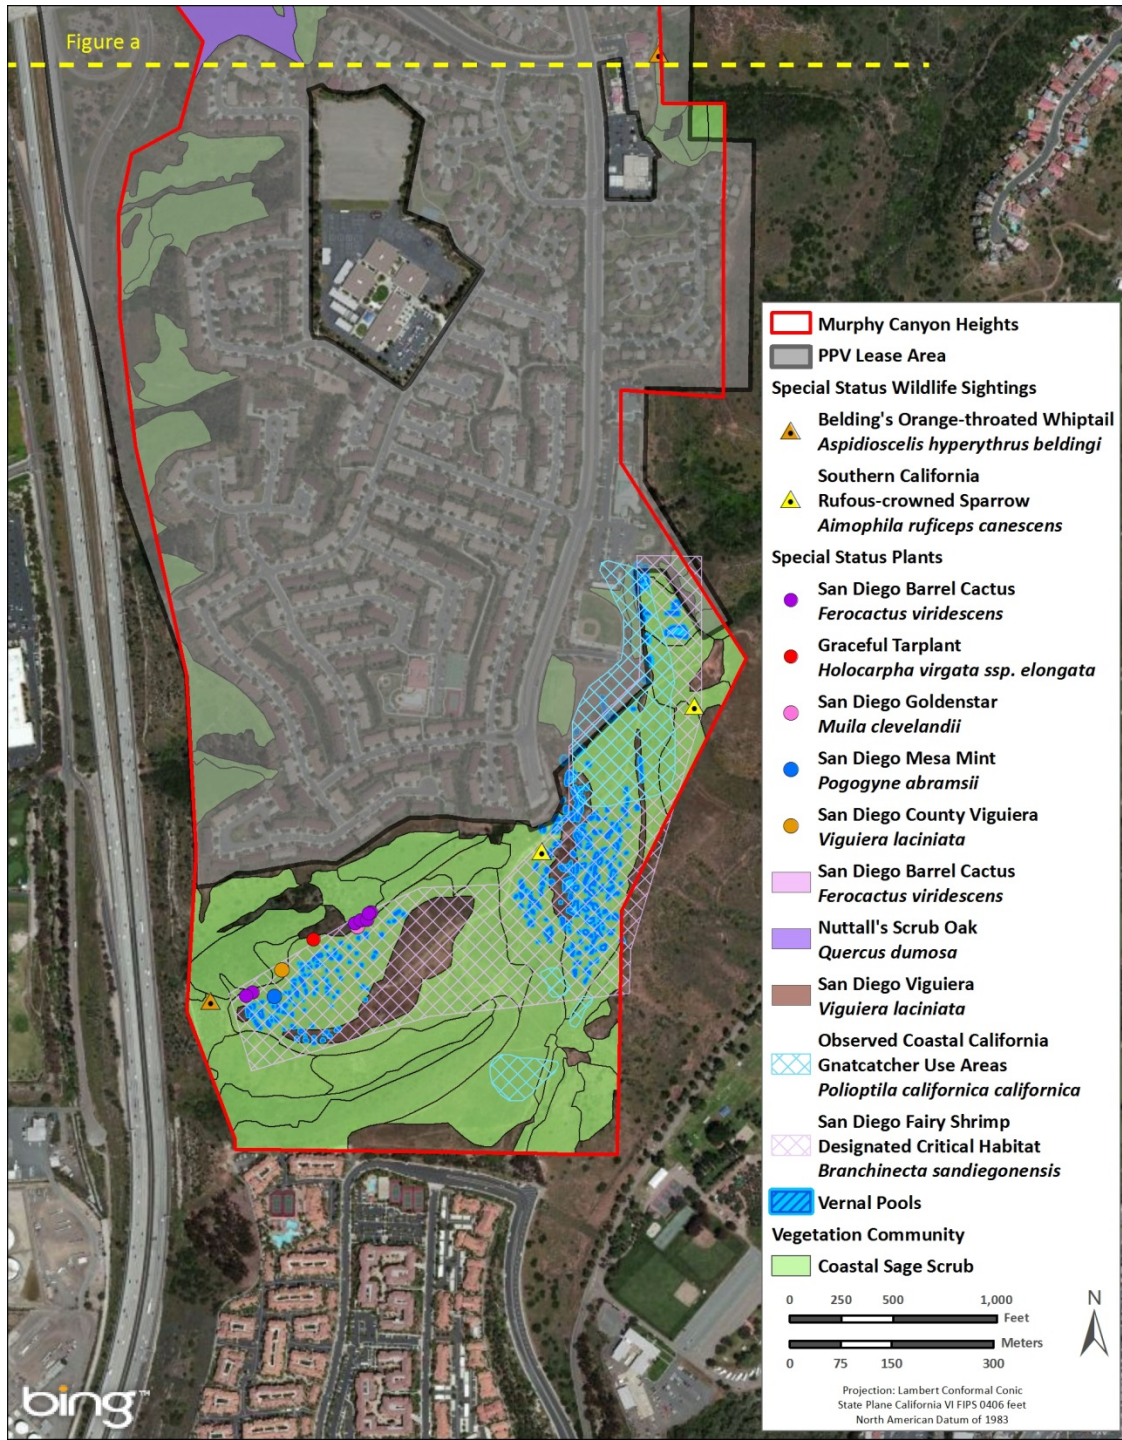 Figure a
Murphy Canyon Heights
PPV Lease Area
Special Status Wildlife Sightings
Belding's Orange-throated Whiptail
Aspidioscelis hyperythrus beldingi
Southern California
Rufous-crowned Sparrow
Aimophila ruficeps canescens
Special Status Plants
San Diego Barrel Cactus
Ferocactus viridescens
Graceful Tarplant
Holocarpha virgata ssp. elongata
San Diego Goldenstar
Muila clevelandii
San Diego Mesa Mint
Pogogyne abramsii
San Diego County Viguiera
Viguiera laciniata
San Diego Barrel Cactus
Ferocactus viridescens
Nuttall's Scrub Oak
Quercus dumosa
San Diego Viguiera
Viguiera laciniata
Observed Coastal California
Gnatcatcher Use Areas
Polioptila californica californica
San Diego Fairy Shrimp
Designated Critical Habitat
Branchinecta sandiegonensis
Vernal Pools
Vegetation Community
Coastal Sage Scrub
0 250 500 1,000
Feet
Meters
0 75 150 300
N
Projection: Lambert Conformal Conic
State Plane California VI FIPS 0406 feet
North American Datum of 1983
bing™